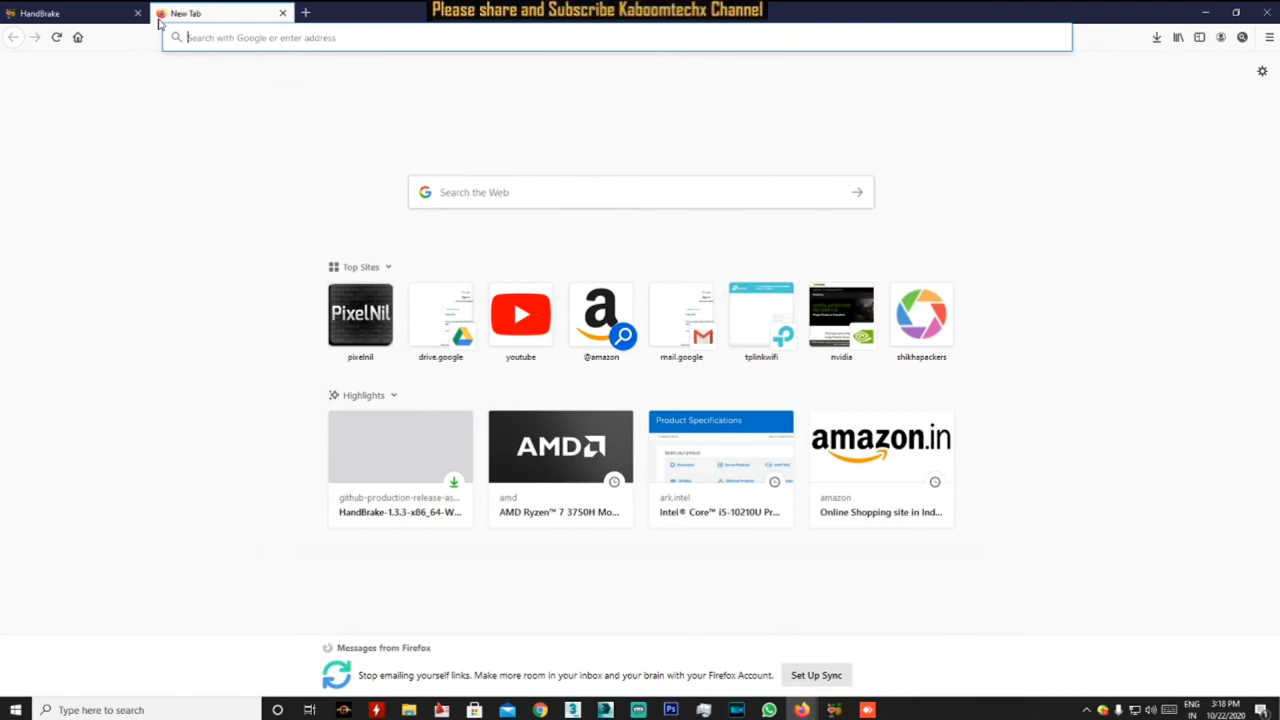 HandBrake
New Tab
Please share and Subscribe Kaboomtechx Channel
Search with Google or enter address
Search the Web
Top Sites
PixelNil
a
pixelnil
drive.google
youtube
@amazon
mail.google
tplinkwifi
nvidia
shikhapackers
Highlights
AMD
Product Specifications
amazon.in
github-production-release-as...
HandBrake-1.3.3-x86_64-W...
amd
AMD Ryzen™ 7 3750H Mo...
ark.intel
Intel® Core™ i5-10210U Pr...
amazon
Online Shopping site in Ind...
Messages from Firefox
Stop emailing yourself links. Make more room in your inbox and your brain with your Firefox Account.
Set Up Sync
Type here to search
ENG
IN
3:18 PM
10/22/2020